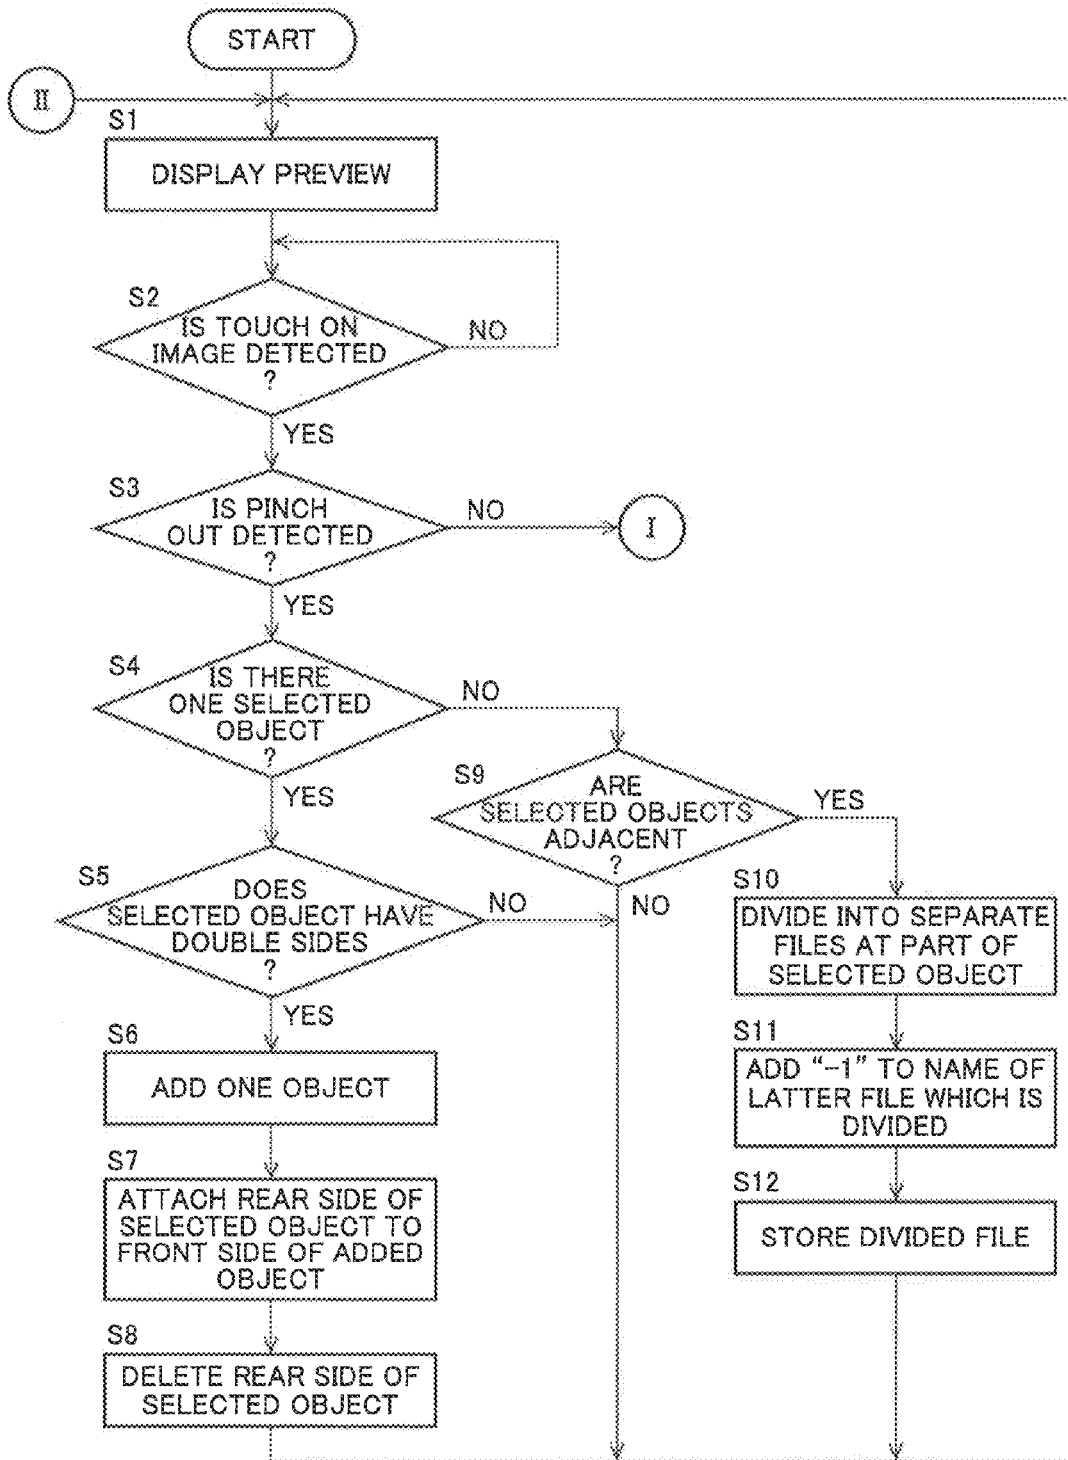 START
II
S1
DISPLAY PREVIEW
S2
IS TOUCH ON
IMAGE DETECTED
?
NO
YES
S3
IS PINCH
OUT DETECTED
?
NO
I
YES
S4
IS THERE
ONE SELECTED
OBJECT
?
NO
YES
S9
ARE
SELECTED OBJECTS
ADJACENT
?
YES
NO
S5
DOES
SELECTED OBJECT HAVE
DOUBLE SIDES
?
NO
YES
S6
ADD ONE OBJECT
S7
ATTACH REAR SIDE OF
SELECTED OBJECT TO
FRONT SIDE OF ADDED
OBJECT
S8
DELETE REAR SIDE OF
SELECTED OBJECT
S10
DIVIDE INTO SEPARATE
FILES AT PART OF
SELECTED OBJECT
S11
ADD “-1” TO NAME OF
LATTER FILE WHICH IS
DIVIDED
S12
STORE DIVIDED FILE